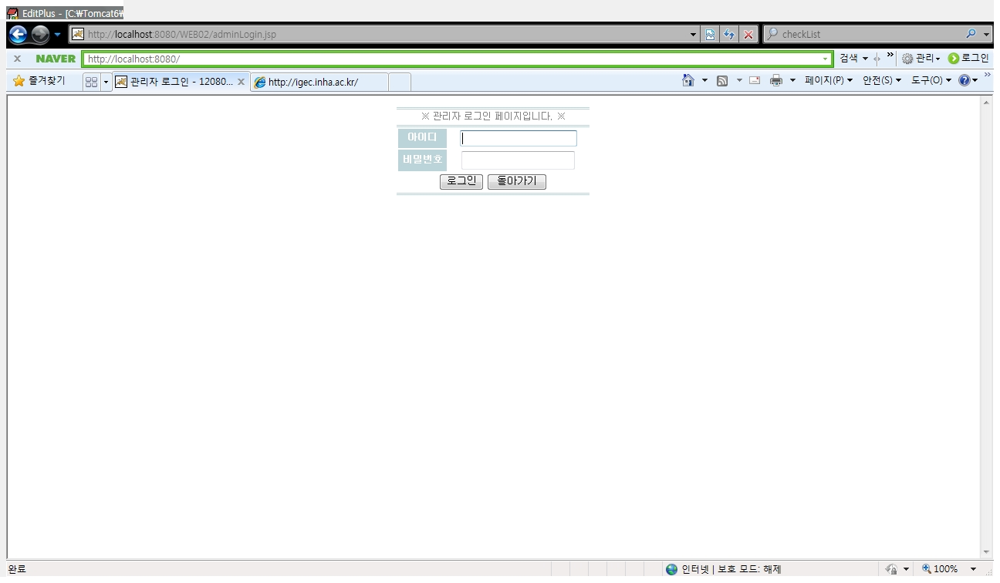 EditPlus - [C:₩Tomcat6₩
http://localhost:8080/WEB02/adminLogin.jsp
checkList
X NAVER http://localhost:8080/ 검색 » 관리 로그인
즐겨찾기 관리자 로그인 - 12080... http://igec.inha.ac.kr/ 페이지(P) 안전(S) 도구(O) »
※ 관리자 로그인 페이지입니다. ※
아이디
비밀번호
로그인 돌아가기
완료 인터넷 | 보호 모드: 해제 100%